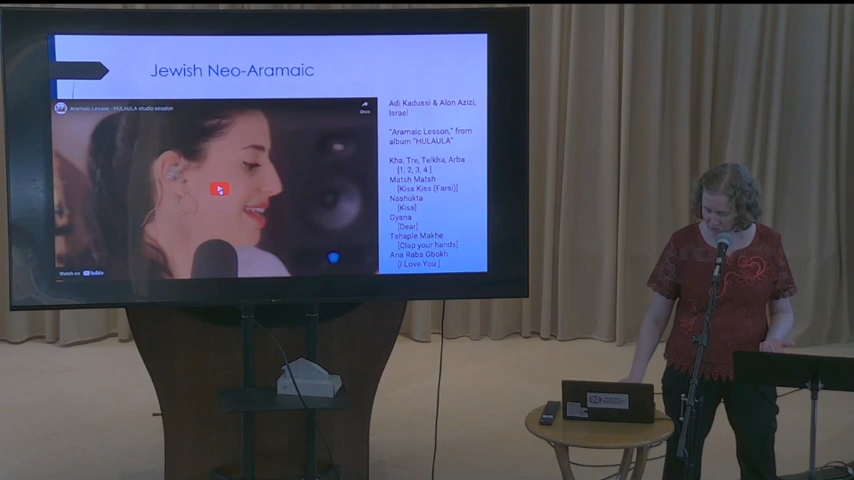 Jewish Neo-Aramaic
Aramaic Lesson - HULAULA studio session
Share
Watch on YouTube
Adi Kadussi & Alon Azizi,
Israel
"Aramaic Lesson," from
album "HULAULA"
Kha, Tre, Telkha, Arba
[1, 2, 3, 4 ]
Matsh Matsh
[Kiss Kiss (Farsi)]
Nashukta
[Kiss]
Gyana
[Dear]
Tshaple Makhe
[Clap your hands]
Ana Raba Gbokh
[I Love You ]